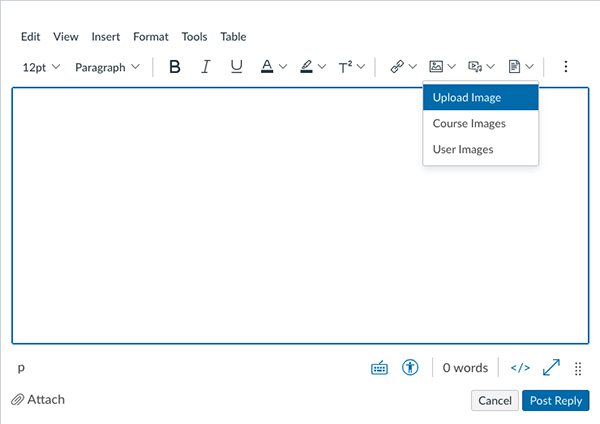 Edit View Insert Format Tools Table
12pt Paragraph B I U A T²
Upload Image
Course Images
User Images
p 0 words </>
Attach Cancel Post Reply